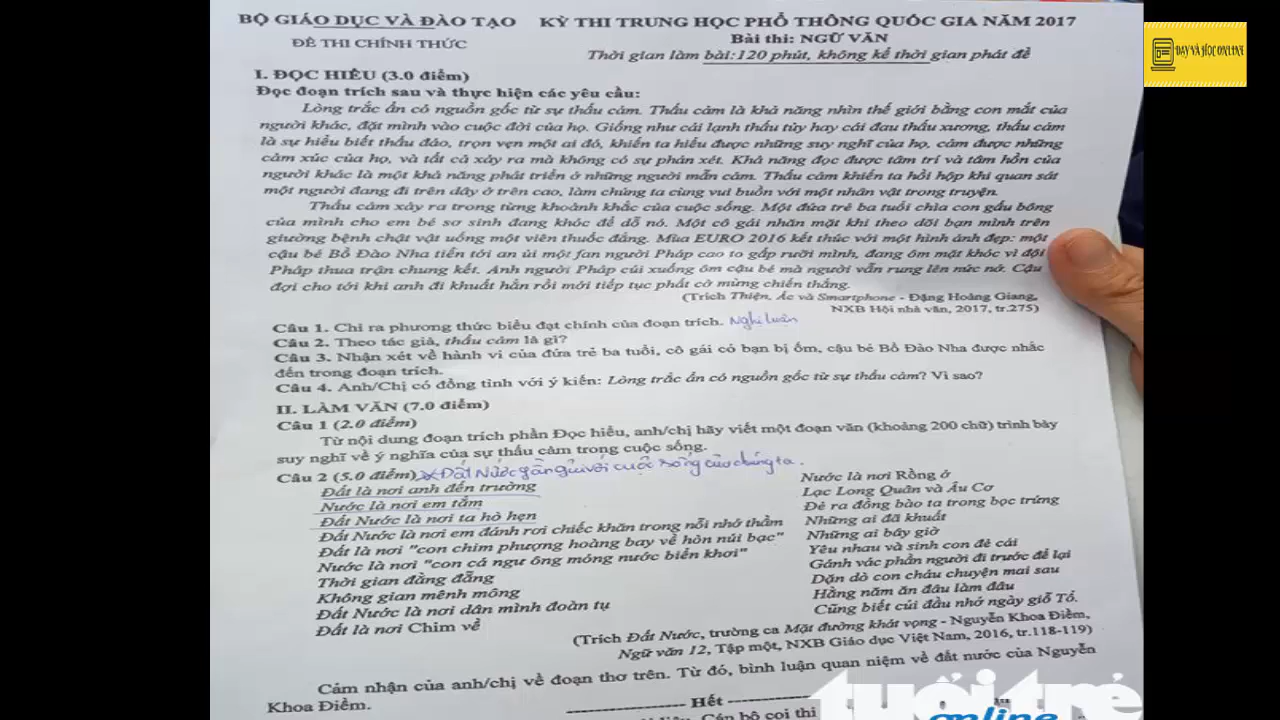 BỘ GIÁO DỤC VÀ ĐÀO TẠO
ĐỀ THI CHÍNH THỨC
KỲ THI TRUNG HỌC PHỔ THÔNG QUỐC GIA NĂM 2017
Bài thi: NGỮ VĂN
Thời gian làm bài:120 phút, không kể thời gian phát đề
DẠY VÀ HỌC ONLINE
I. ĐỌC HIỂU (3.0 điểm)
Đọc đoạn trích sau và thực hiện các yêu cầu:
Lòng trắc ẩn có nguồn gốc từ sự thấu cảm. Thấu cảm là khả năng nhìn thế giới bằng con mắt của
người khác, đặt mình vào cuộc đời của họ. Giống như cái lạnh thấu tủy hay cái đau thấu xương, thấu cảm
là sự hiểu biết thấu đáo, trọn vẹn một ai đó, khiến ta hiểu được những suy nghĩ của họ, cảm được những
cảm xúc của họ, và tất cả xảy ra mà không có sự phán xét. Khả năng đọc được tâm trí và tâm hồn của
người khác là một khả năng phát triển ở những người mẫn cảm. Thấu cảm khiến ta hồi hộp khi quan sát
một người đang đi trên dây ở trên cao, làm chúng ta cùng vui buồn với một nhân vật trong truyện.
Thấu cảm xảy ra trong từng khoảnh khắc của cuộc sống. Một đứa trẻ ba tuổi chìa con gấu bông
của mình cho em bé sơ sinh đang khóc để dỗ nó. Một cô gái nhăn mặt khi theo dõi bạn mình trên
giường bệnh chật vật uống một viên thuốc đắng. Mùa EURO 2016 kết thúc với một hình ảnh đẹp: một
cậu bé Bồ Đào Nha tiến tới an ủi một fan người Pháp cao to gấp rưỡi mình, đang ôm mặt khóc vì đội
Pháp thua trận chung kết. Anh người Pháp cúi xuống ôm cậu bé mà người vẫn rung lên nức nở. Cậu
đợi cho tới khi anh đi khuất hẳn rồi mới tiếp tục phất cờ mừng chiến thắng.
(Trích Thiện, Ác và Smartphone - Đặng Hoàng Giang,
NXB Hội nhà văn, 2017, tr.275)
Câu 1. Chỉ ra phương thức biểu đạt chính của đoạn trích. Nghị luận
Câu 2. Theo tác giả, thấu cảm là gì?
Câu 3. Nhận xét về hành vi của đứa trẻ ba tuổi, cô gái có bạn bị ốm, cậu bé Bồ Đào Nha được nhắc
đến trong đoạn trích.
Câu 4. Anh/Chị có đồng tình với ý kiến: Lòng trắc ẩn có nguồn gốc từ sự thấu cảm? Vì sao?
II. LÀM VĂN (7.0 điểm)
Câu 1 (2.0 điểm)
Từ nội dung đoạn trích phần Đọc hiểu, anh/chị hãy viết một đoạn văn (khoảng 200 chữ) trình bày
suy nghĩ về ý nghĩa của sự thấu cảm trong cuộc sống.
Câu 2 (5.0 điểm) Đất Nước gần gũi với cuộc sống của chúng ta.
Đất là nơi anh đến trường
Nước là nơi em tắm
Đất Nước là nơi ta hò hẹn
Đất Nước là nơi em đánh rơi chiếc khăn trong nỗi nhớ thầm
Đất là nơi "con chim phượng hoàng bay về hòn núi bạc"
Nước là nơi "con cá ngư ông móng nước biển khơi"
Thời gian đằng đẵng
Không gian mênh mông
Đất Nước là nơi dân mình đoàn tụ
Đất là nơi Chim về
Nước là nơi Rồng ở
Lạc Long Quân và Âu Cơ
Đẻ ra đồng bào ta trong bọc trứng
Những ai đã khuất
Những ai bây giờ
Yêu nhau và sinh con đẻ cái
Gánh vác phần người đi trước để lại
Dặn dò con cháu chuyện mai sau
Hằng năm ăn đâu làm đâu
Cũng biết cúi đầu nhớ ngày giỗ Tổ.
(Trích Đất Nước, trường ca Mặt đường khát vọng - Nguyễn Khoa Điềm,
Ngữ văn 12, Tập một, NXB Giáo dục Việt Nam, 2016, tr.118-119)
Cảm nhận của anh/chị về đoạn thơ trên. Từ đó, bình luận quan niệm về đất nước của Nguyễn
Khoa Điềm.
Hết
Cán bộ coi thi
tuổi trẻ
online